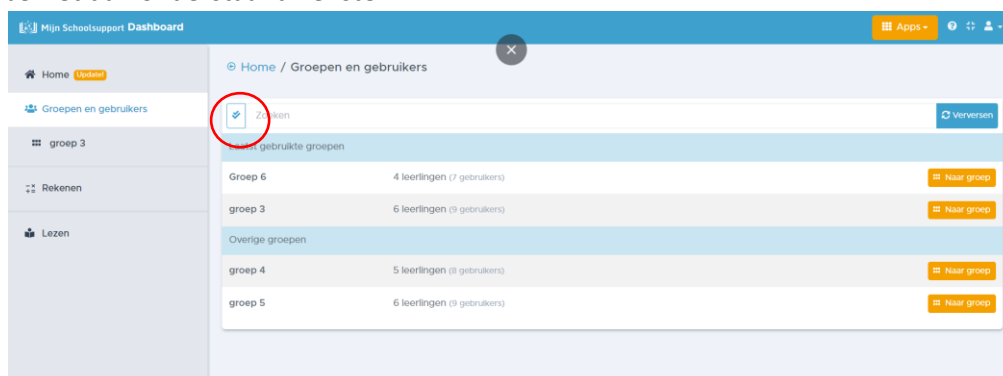 Mijn Schoolsupport Dashboard Apps
Home Update!
Home / Groepen en gebruikers
Groepen en gebruikers
Zoeken Verversen
groep 3
Laatst gebruikte groepen
Groep 6 4 leerlingen (7 gebruikers) Naar groep
Rekenen
groep 3 6 leerlingen (9 gebruikers) Naar groep
Lezen
Overige groepen
groep 4 5 leerlingen (8 gebruikers) Naar groep
groep 5 6 leerlingen (9 gebruikers) Naar groep